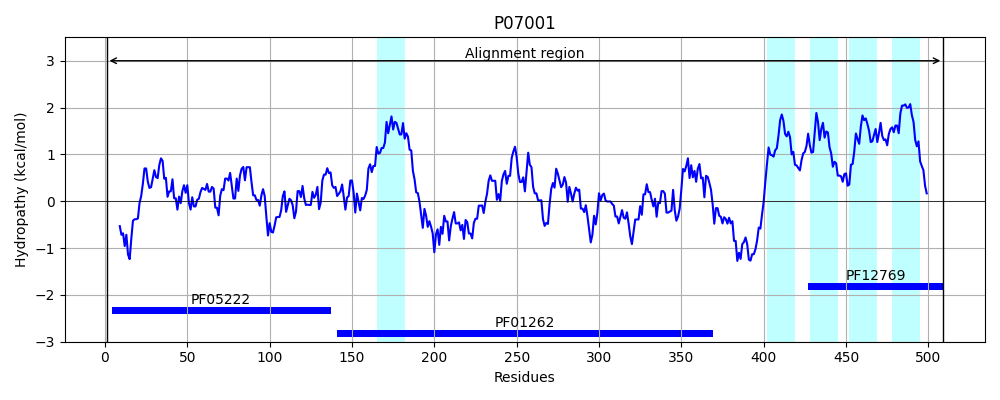 P07001
Alignment region
3
2
1
0
−1
−2
−3
Hydropathy (kcal/mol)
PF12769
PF05222
PF01262
0 50 100 150 200 250 300 350 400 450 500
Residues